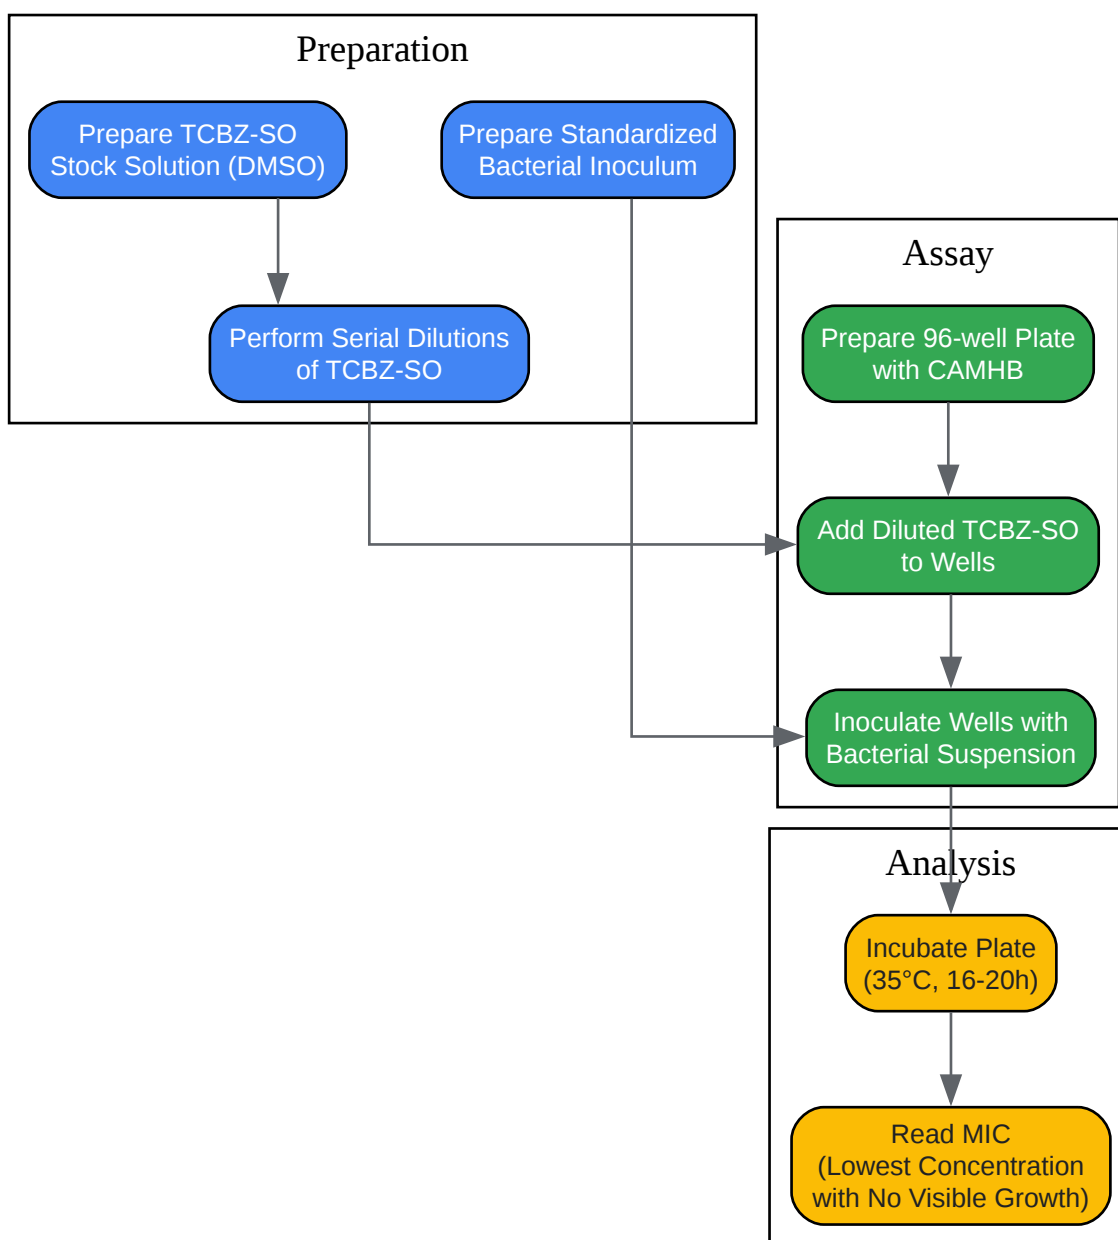 Preparation
Prepare TCBZ-SO
Stock Solution (DMSO)
Prepare Standardized
Bacterial Inoculum
Perform Serial Dilutions
of TCBZ-SO
Assay
Prepare 96-well Plate
with CAMHB
Add Diluted TCBZ-SO
to Wells
Inoculate Wells with
Bacterial Suspension
Analysis
Incubate Plate
(35°C, 16-20h)
Read MIC
(Lowest Concentration
with No Visible Growth)